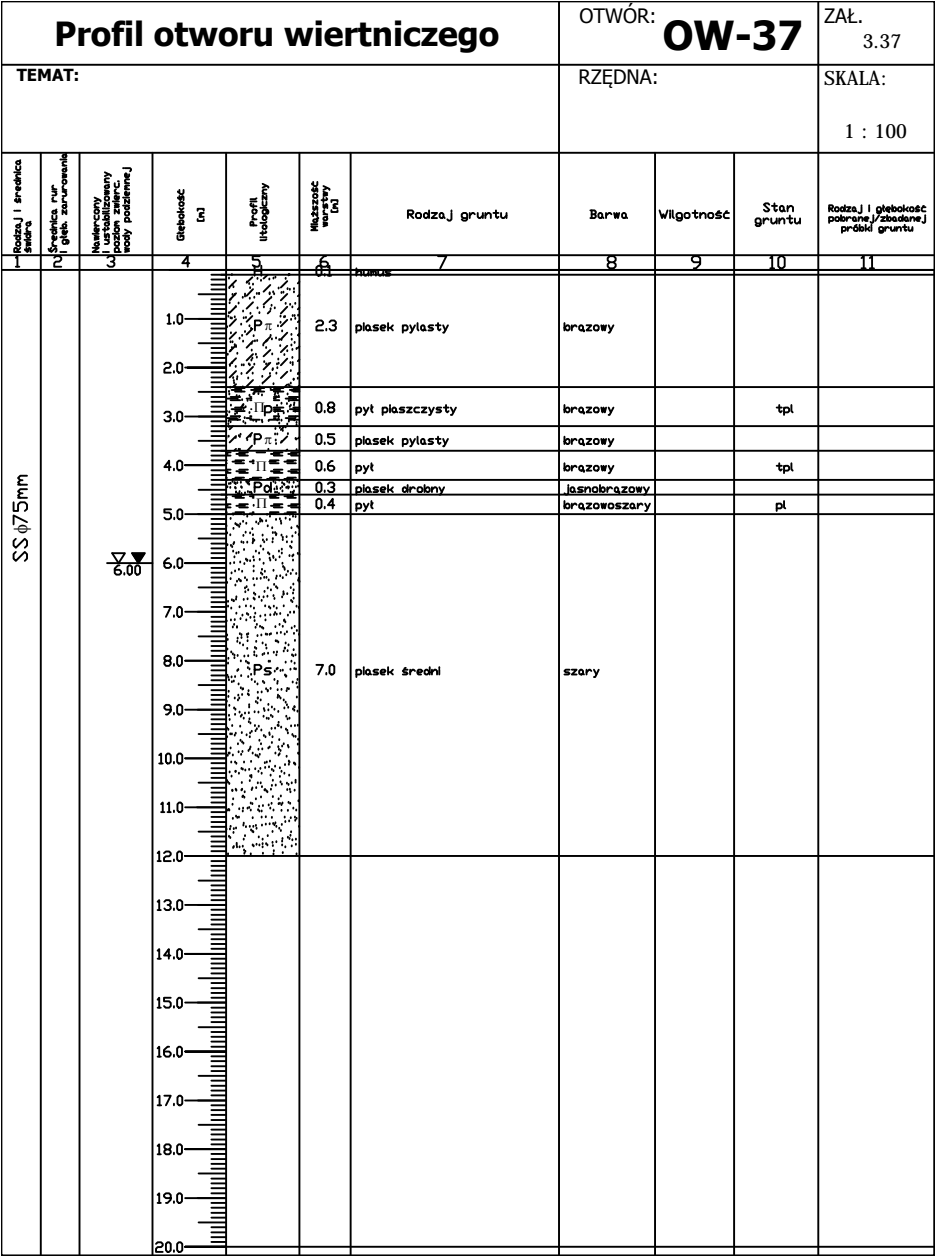 Profil otworu wiertniczego
OTWÓR: OW-37
ZAŁ.
3.37
TEMAT:
RZĘDNA:
SKALA:
1 : 100
Rodzaj i średnica
świdra
Średnica rur
i głęb. zarurowania
Nawiercony
i ustabilizowany
poziom zwierc.
wody podziemnej
Głębokość
[m]
Profil
litologiczny
Miąższość
warstwy
[m]
Rodzaj gruntu
Barwa
Wilgotność
Stan
gruntu
Rodzaj i głębokość
pobranej/zbadanej
próbki gruntu
1 2 3 4 5 6 7 8 9 10 11
H 0.1 humus
1.0 Pπ 2.3 piasek pylasty brązowy
2.0
3.0 Πp 0.8 pył piaszczysty brązowy tpl
Pπ 0.5 piasek pylasty brązowy
4.0 Π 0.6 pył brązowy tpl
Pd 0.3 piasek drobny jasnobrązowy
Π 0.4 pył brązowoszary pl
5.0
SSϕ75mm
6.00 6.0
7.0
8.0 Ps 7.0 piasek średni szary
9.0
10.0
11.0
12.0
13.0
14.0
15.0
16.0
17.0
18.0
19.0
20.0